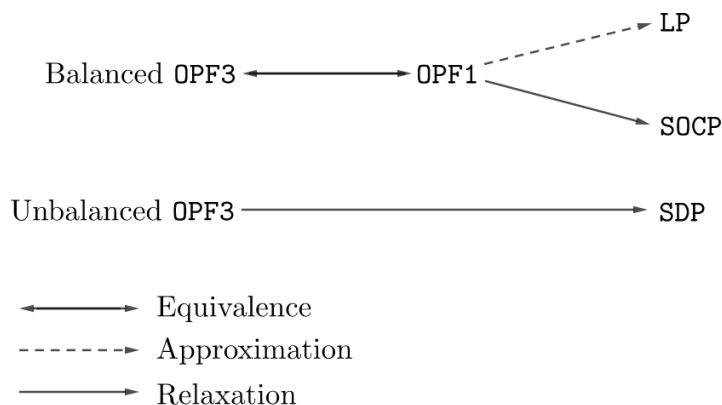 LP
Balanced OPF3 OPF1
SOCP
Unbalanced OPF3 SDP
Equivalence
Approximation
Relaxation